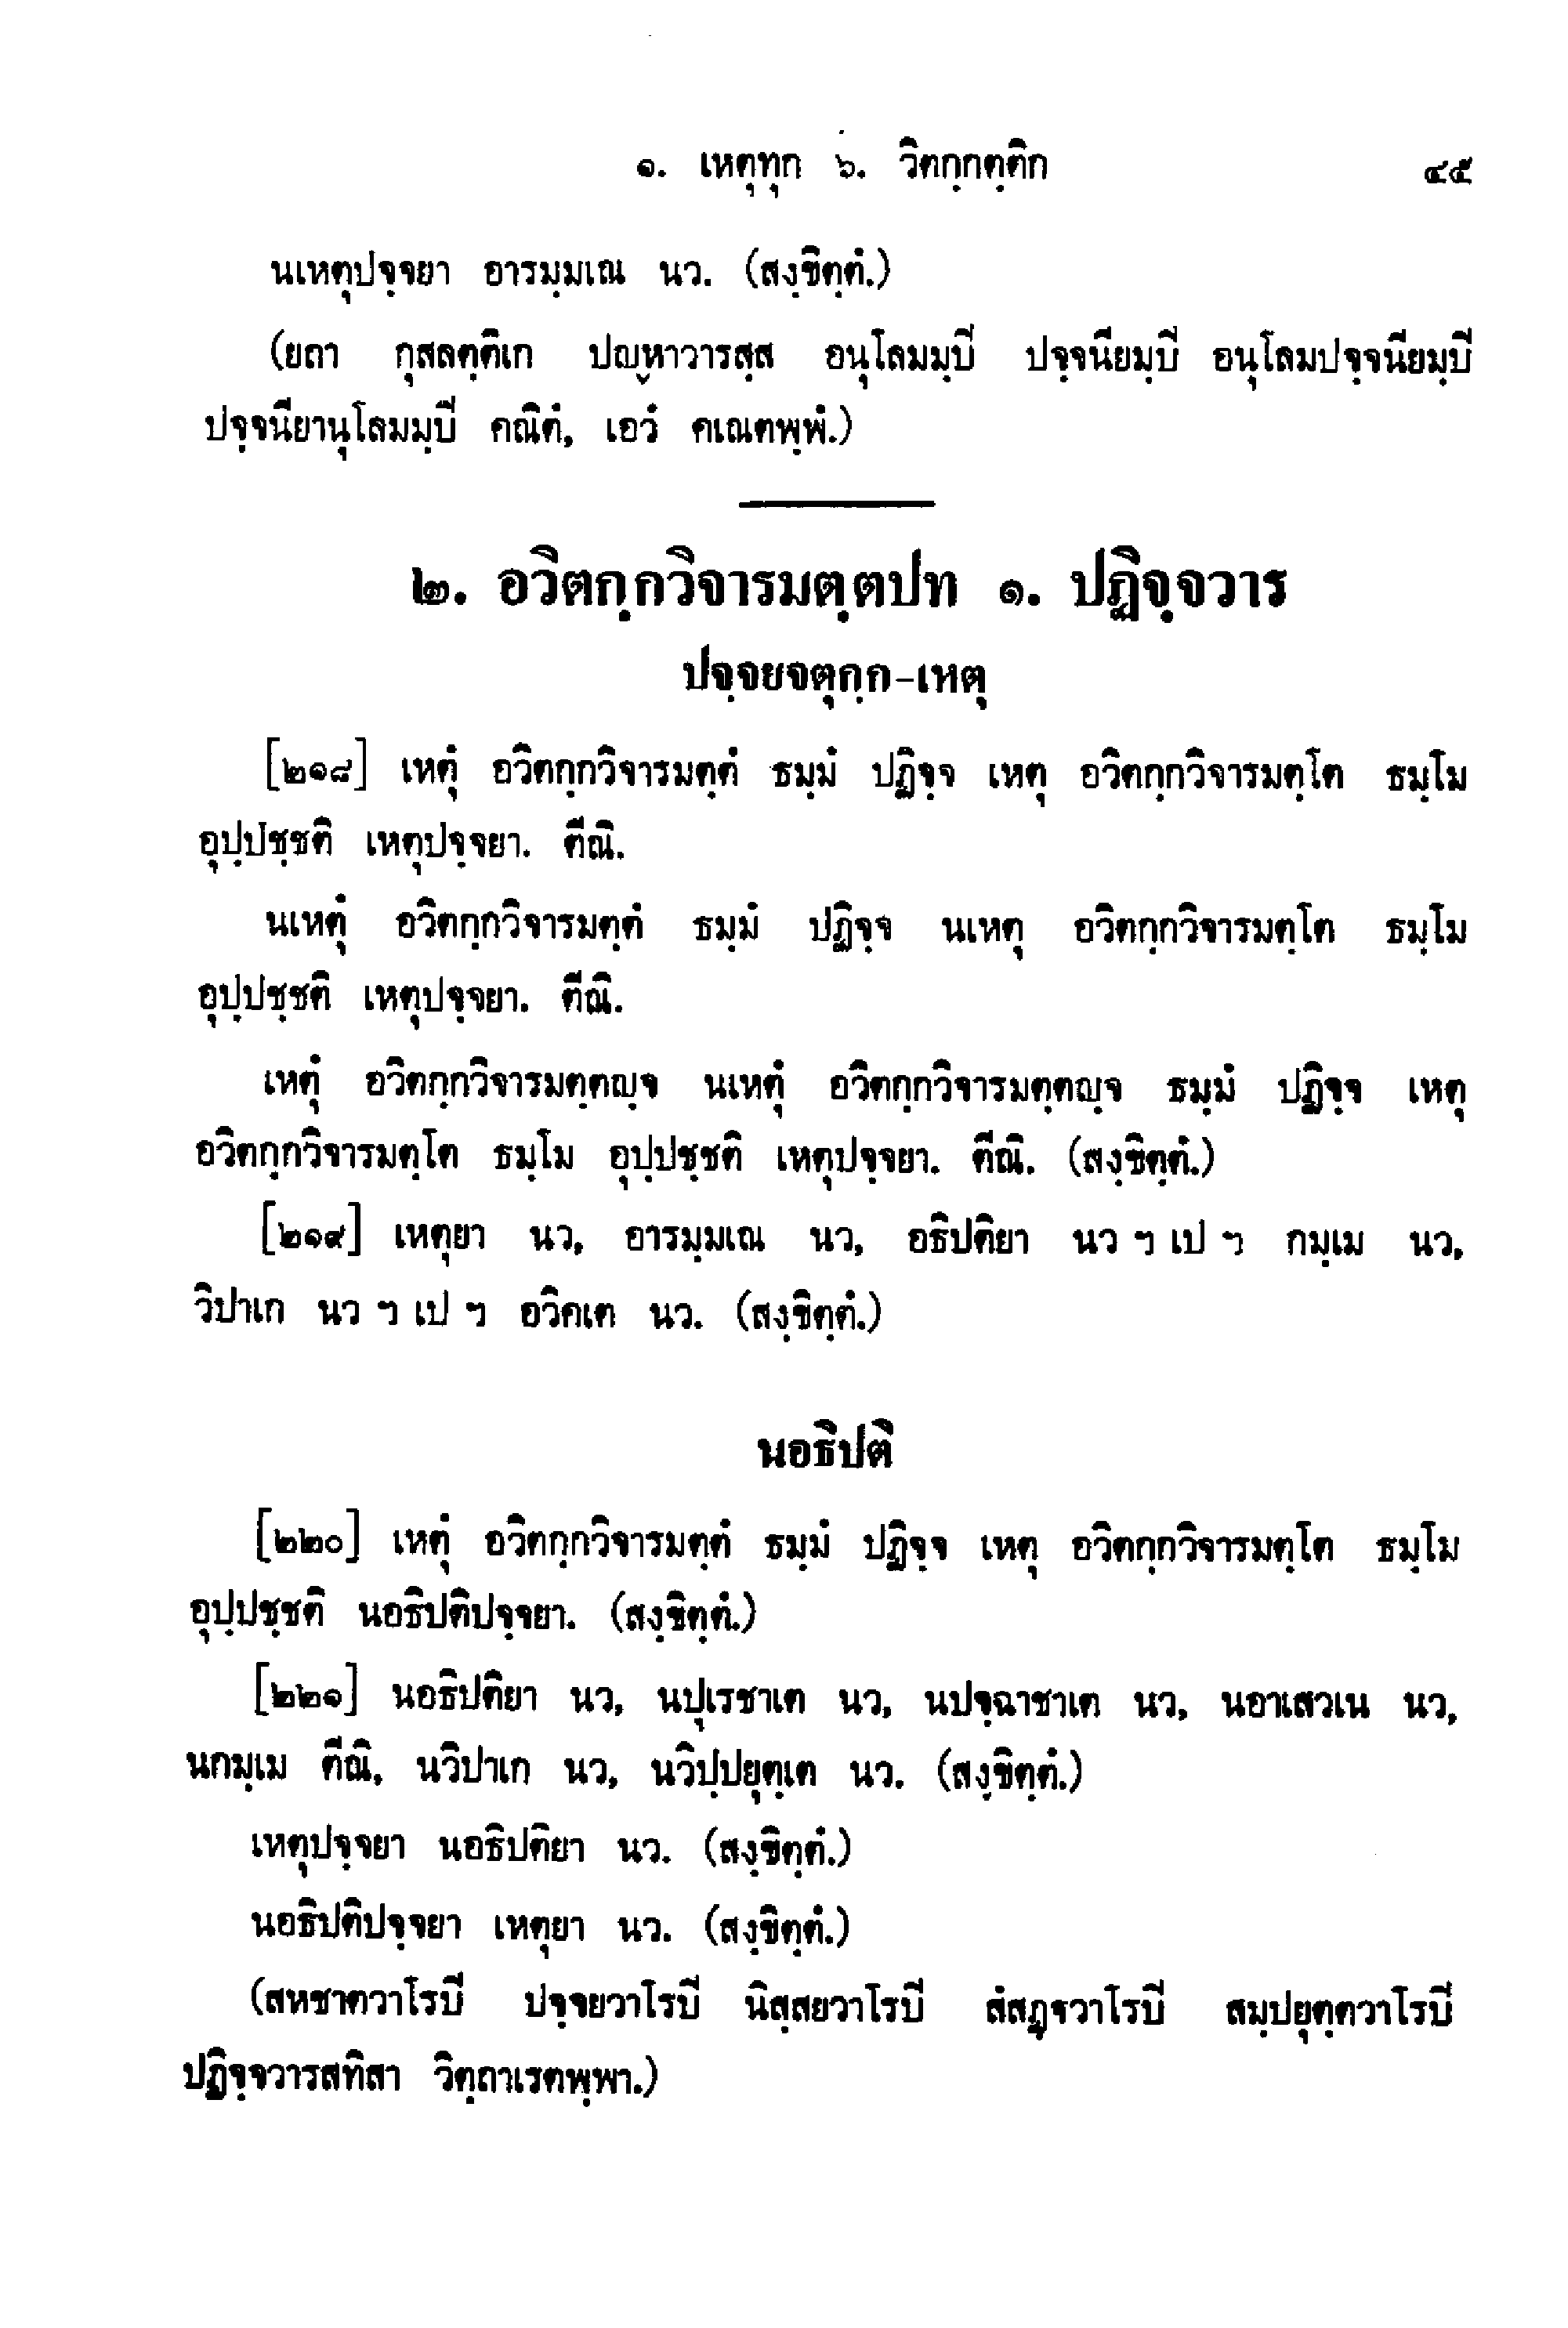 ๑. เหตุทุก ๖. วิตกฺกตฺติก ๔๕
นเหตุปจฺจยา อารมฺมเณ นว. (สงฺขิตฺตํ.)
(ยถา กุสลตฺติเก ปญฺหาวารสฺส อนุโลมมฺปี ปจฺจนียมฺปี อนุโลมปจฺจนียมฺปี
ปจฺจนียานุโลมมฺปี คณิตํ, เอวํ คเณตพฺพํ.)
๒. อวิตกฺกวิจารมตฺตปท ๑. ปฏิจฺจวาร
ปจฺจยจตุกฺก-เหตุ
[๒๑๘] เหตุํ อวิตกฺกวิจารมตฺตํ ธมฺมํ ปฏิจฺจ เหตุ อวิตกฺกวิจารมตฺโต ธมฺโม
อุปฺปชฺชติ เหตุปจฺจยา. ตีณิ.
นเหตุํ อวิตกฺกวิจารมตฺตํ ธมฺมํ ปฏิจฺจ นเหตุ อวิตกฺกวิจารมตฺโต ธมฺโม
อุปฺปชฺชติ เหตุปจฺจยา. ตีณิ.
เหตุํ อวิตกฺกวิจารมตฺตญฺจ นเหตุํ อวิตกฺกวิจารมตฺตญฺจ ธมฺมํ ปฏิจฺจ เหตุ
อวิตกฺกวิจารมตฺโต ธมฺโม อุปฺปชฺชติ เหตุปจฺจยา. ตีณิ. (สงฺขิตฺตํ.)
[๒๑๙] เหตุยา นว, อารมฺมเณ นว, อธิปติยา นว ฯ เป ฯ กมฺเม นว,
วิปาเก นว ฯ เป ฯ อวิคเต นว. (สงฺขิตฺตํ.)
นอธิปติ
[๒๒๐] เหตุํ อวิตกฺกวิจารมตฺตํ ธมฺมํ ปฏิจฺจ เหตุ อวิตกฺกวิจารมตฺโต ธมฺโม
อุปฺปชฺชติ นอธิปติปจฺจยา. (สงฺขิตฺตํ.)
[๒๒๑] นอธิปติยา นว, นปุเรชาเต นว, นปจฺฉาชาเต นว, นอาเสวเน นว,
นกมฺเม ตีณิ, นวิปาเก นว, นวิปฺปยุตฺเต นว. (สงฺขิตฺตํ.)
เหตุปจฺจยา นอธิปติยา นว. (สงฺขิตฺตํ.)
นอธิปติปจฺจยา เหตุยา นว. (สงฺขิตฺตํ.)
(สหชาตวาโรปี ปจฺจยวาโรปี นิสฺสยวาโรปี สํสฏฺฐวาโรปี สมฺปยุตฺตวาโรปี
ปฏิจฺจวารสทิสา วิตฺถาเรตพฺพา.)